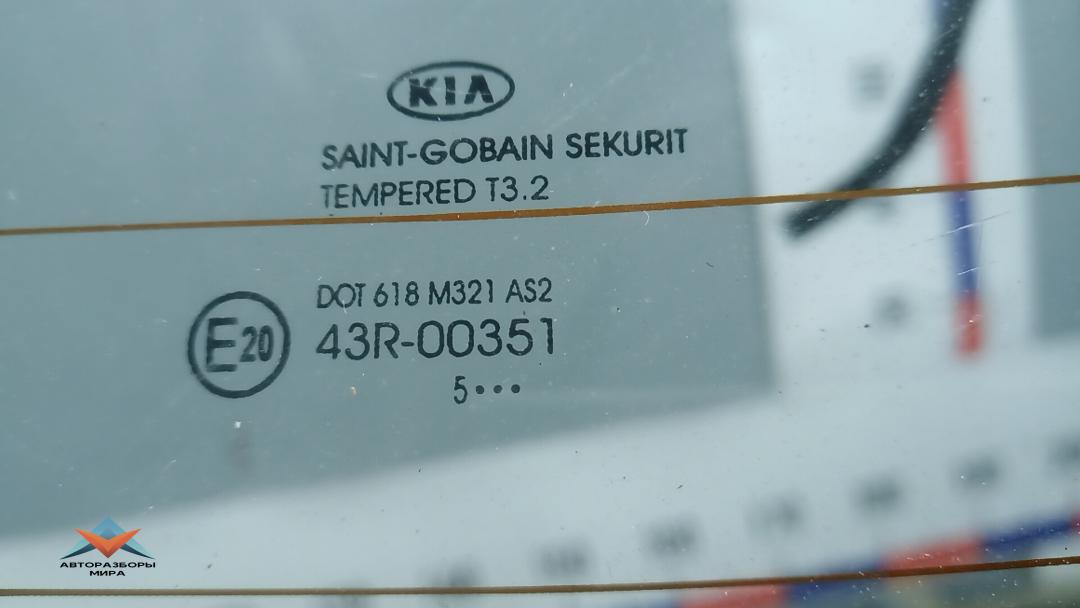 KIA
SAINT-GOBAIN SEKURIT
TEMPERED T3.2
DOT 618 M321 AS2
E20
43R-00351
5•••
АВТОРАЗБОРЫ
МИРА